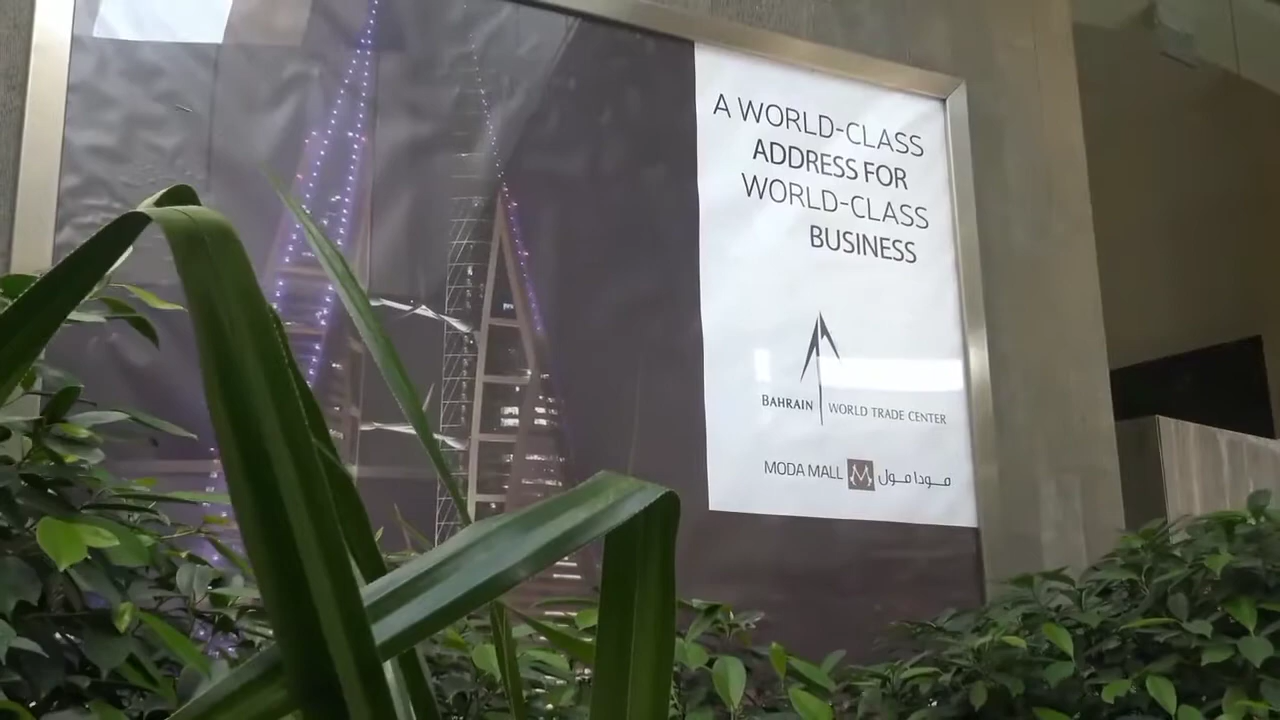 A WORLD-CLASS
ADDRESS FOR
WORLD-CLASS
BUSINESS
BAHRAIN WORLD TRADE CENTER
MODA MALL M مودا مول